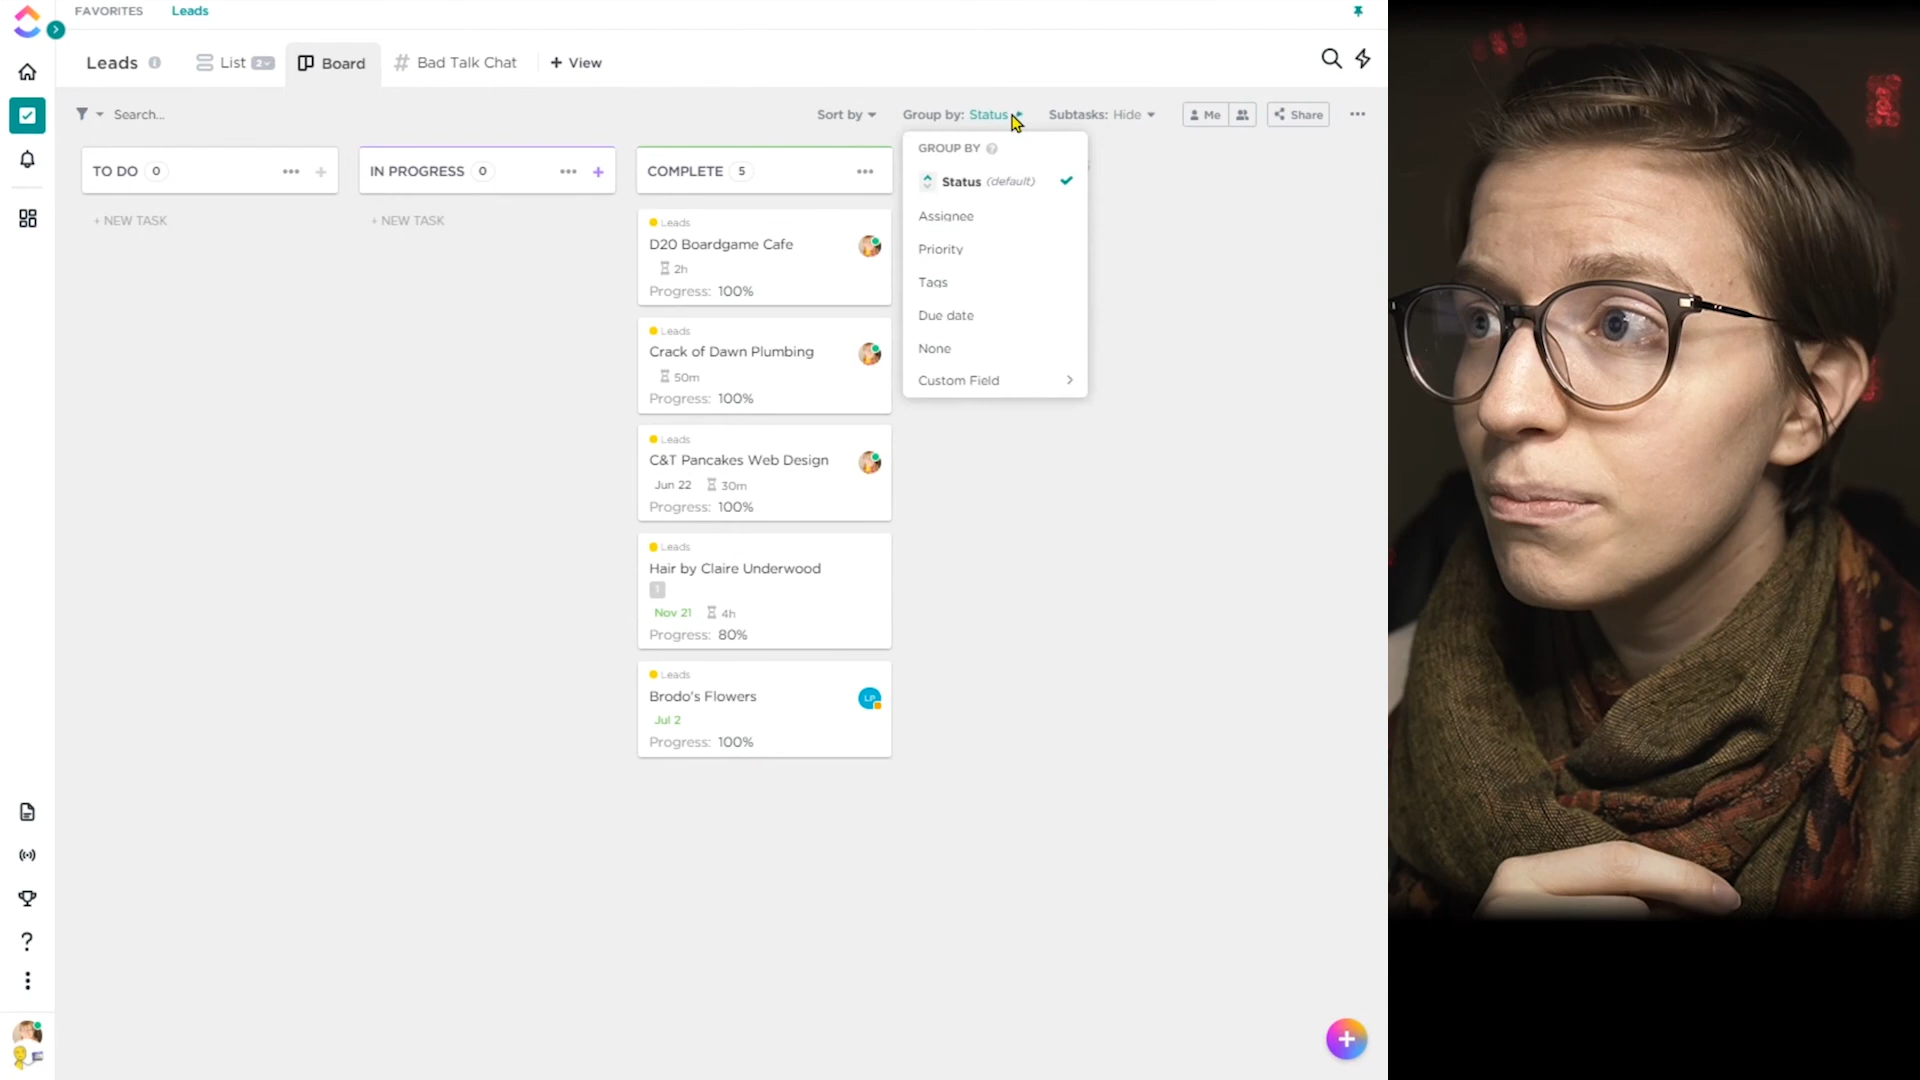 FAVORITES Leads
Leads List 2 Board Bad Talk Chat + View
Search... Sort by Group by: Status Subtasks: Hide Me Share
TO DO 0
+ NEW TASK
IN PROGRESS 0
+ NEW TASK
COMPLETE 5
Leads
D20 Boardgame Cafe
2h
Progress: 100%
Leads
Crack of Dawn Plumbing
50m
Progress: 100%
Leads
C&T Pancakes Web Design
Jun 22 30m
Progress: 100%
Leads
Hair by Claire Underwood
1
Nov 21 4h
Progress: 80%
Leads
Brodo's Flowers
LP
Jul 2
Progress: 100%
GROUP BY
Status (default)
Assignee
Priority
Tags
Due date
None
Custom Field